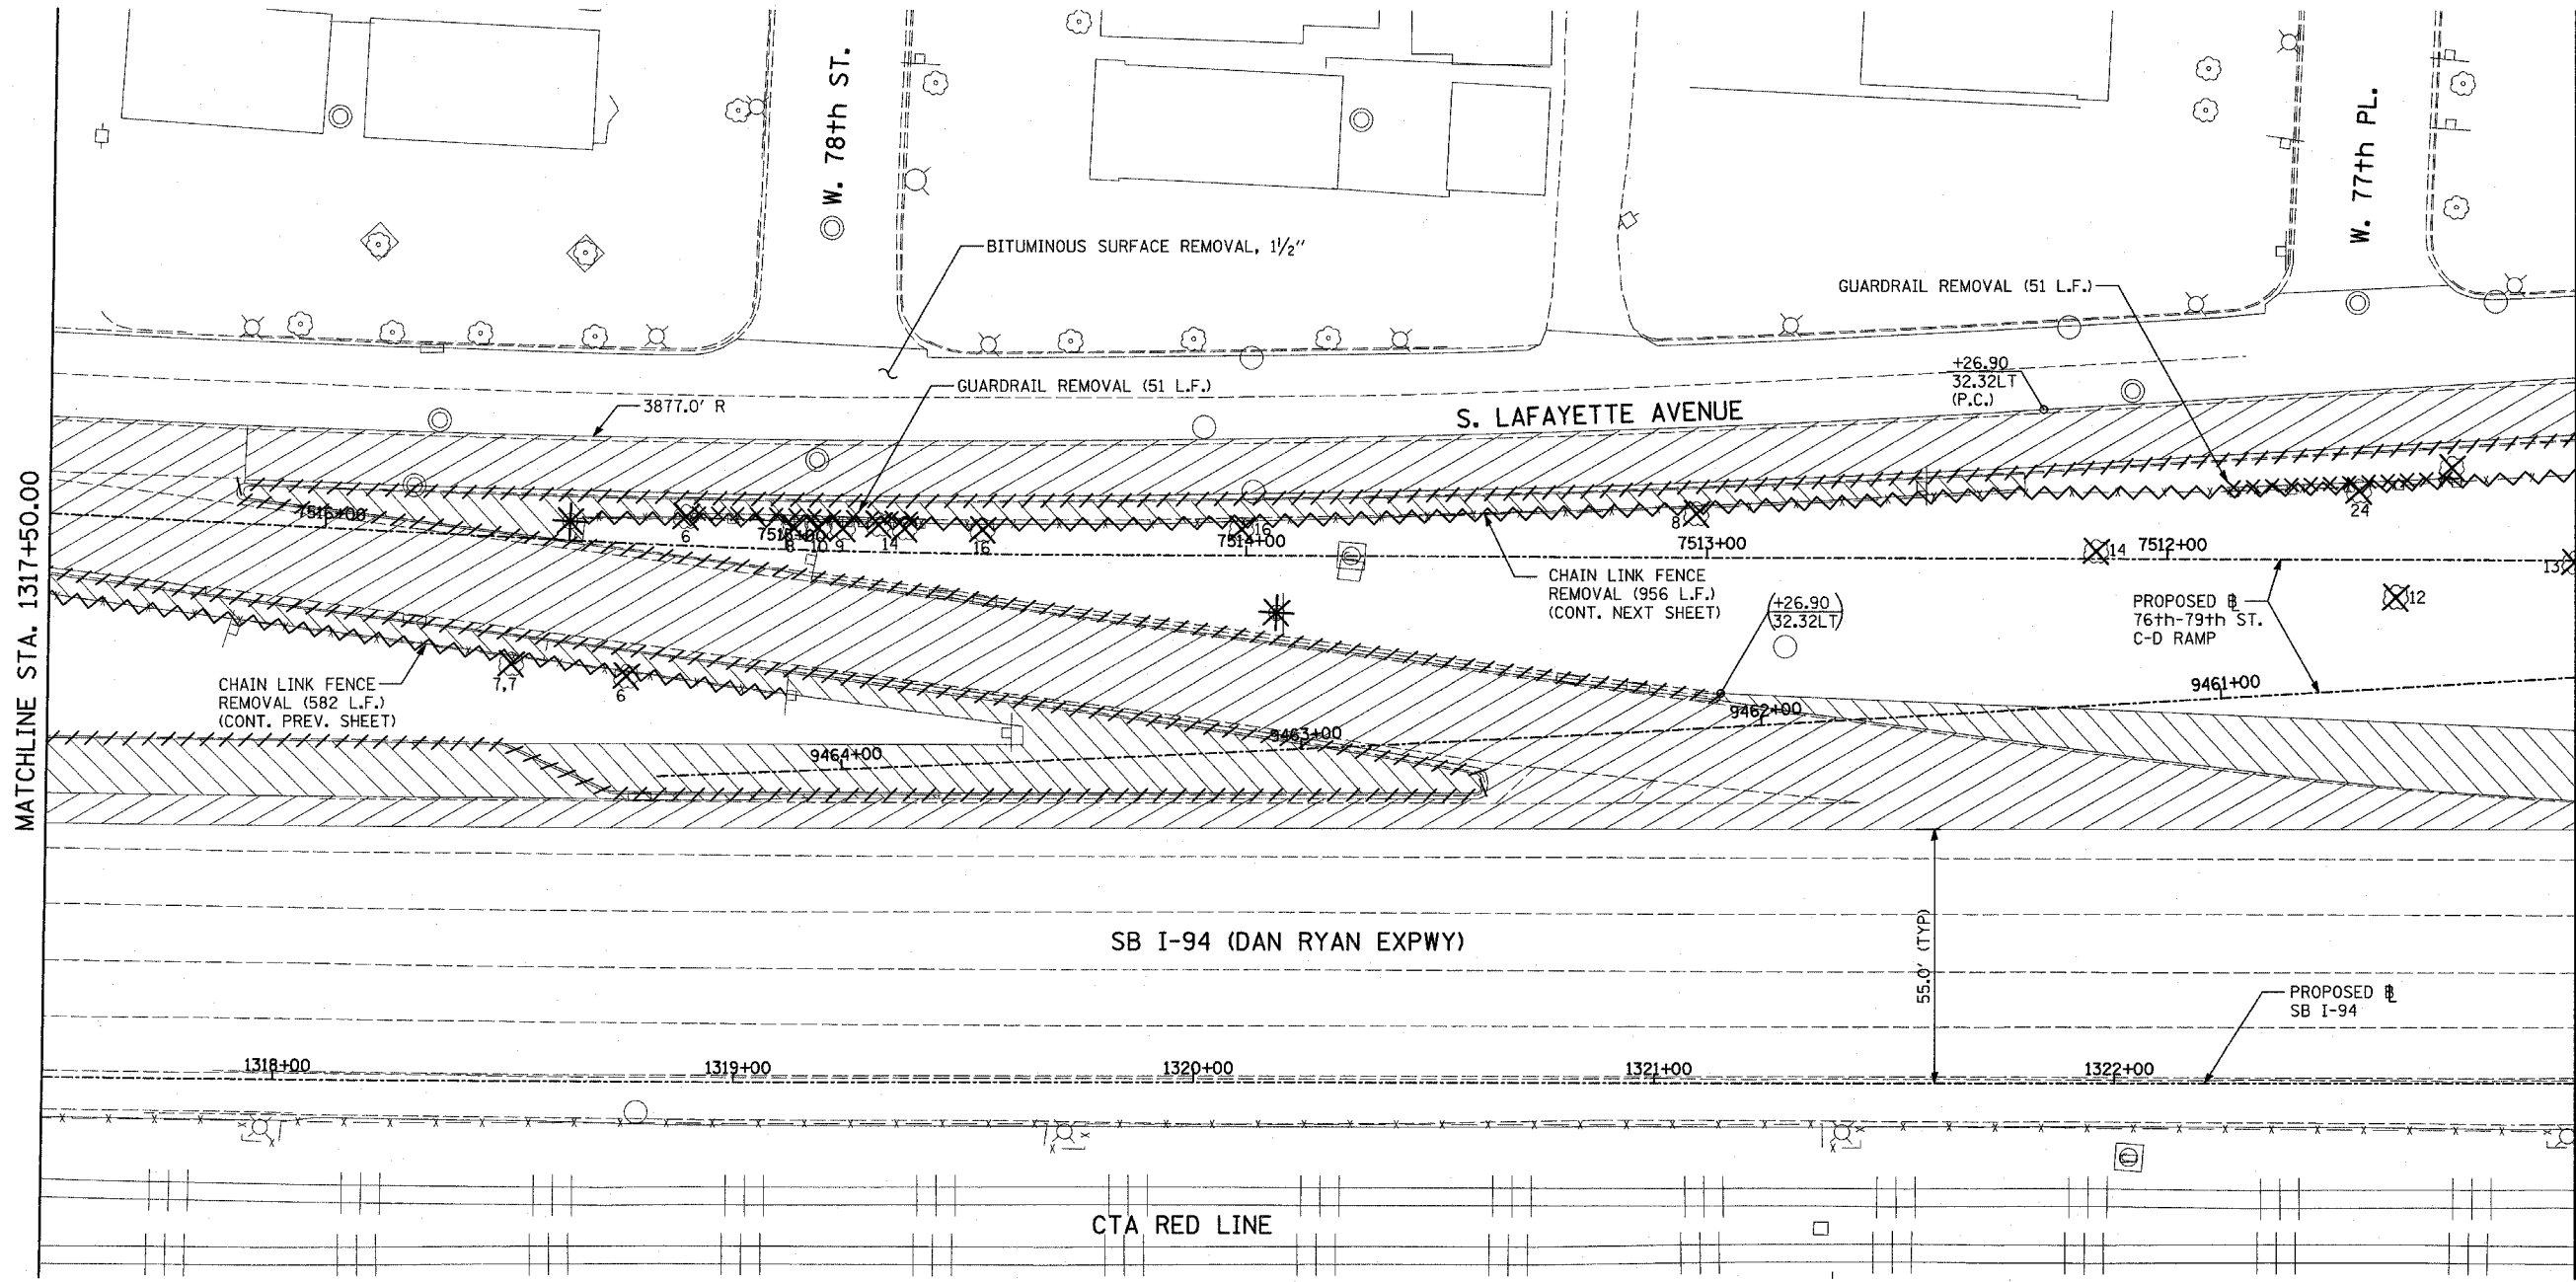 W. 78th ST.
W. 77th PL.
BITUMINOUS SURFACE REMOVAL, 1½"
GUARDRAIL REMOVAL (51 L.F.)
+26.90
32.32LT
(P.C.)
GUARDRAIL REMOVAL (51 L.F.)
3877.0' R
S. LAFAYETTE AVENUE
MATCHLINE STA. 1317+50.00
7516+00
6
8
10
9
14
16
16
7514+00
8
7513+00
14
7512+00
24
13
12
CHAIN LINK FENCE
REMOVAL (956 L.F.)
(CONT. NEXT SHEET)
(+26.90
32.32LT)
PROPOSED ℄
76th-79th ST.
C-D RAMP
CHAIN LINK FENCE
REMOVAL (582 L.F.)
(CONT. PREV. SHEET)
7,7
6
9461+00
9462+00
9463+00
9464+00
SB I-94 (DAN RYAN EXPWY)
55.0' (TYP)
PROPOSED ℄
SB I-94
1318+00
1319+00
1320+00
1321+00
1322+00
CTA RED LINE